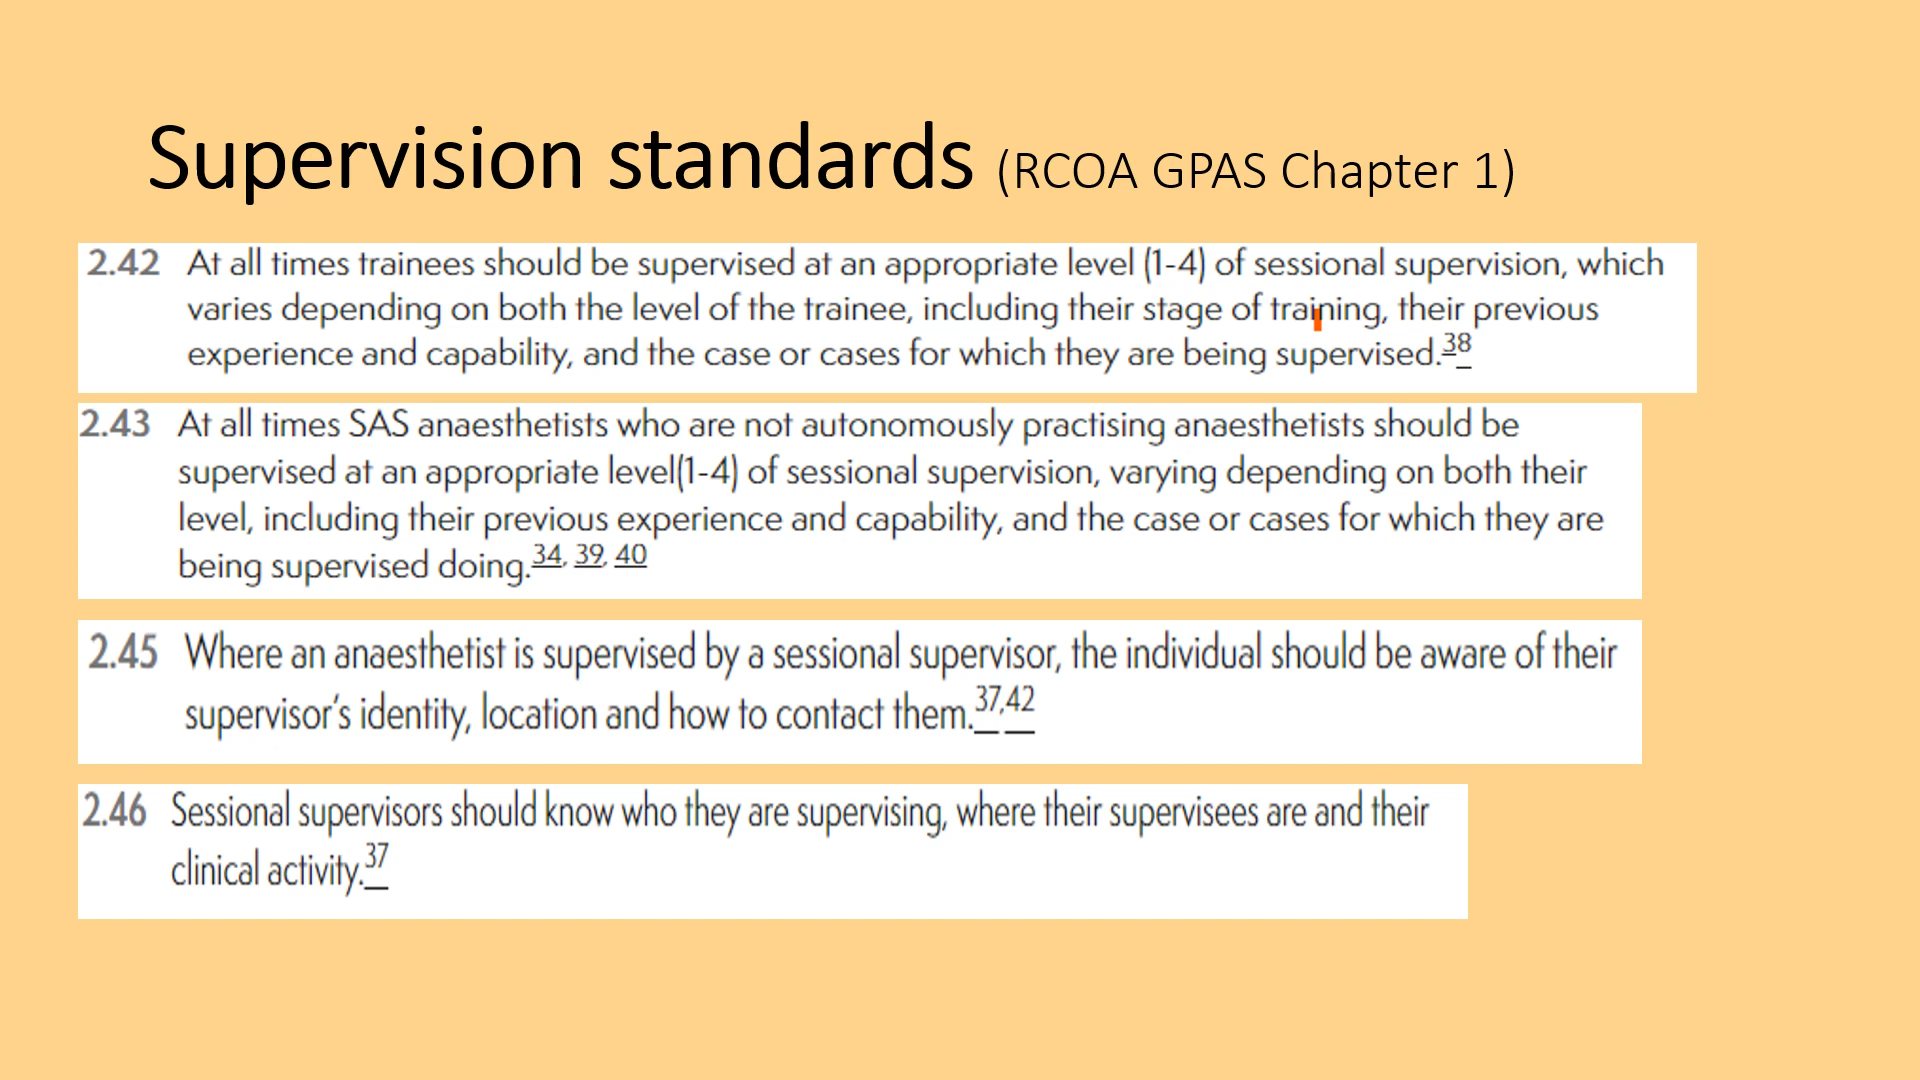 Supervision standards (RCOA GPAS Chapter 1)
2.42 At all times trainees should be supervised at an appropriate level (1-4) of sessional supervision, which
varies depending on both the level of the trainee, including their stage of training, their previous
experience and capability, and the case or cases for which they are being supervised.38
2.43 At all times SAS anaesthetists who are not autonomously practising anaesthetists should be
supervised at an appropriate level(1-4) of sessional supervision, varying depending on both their
level, including their previous experience and capability, and the case or cases for which they are
being supervised doing.34, 39, 40
2.45 Where an anaesthetist is supervised by a sessional supervisor, the individual should be aware of their
supervisor's identity, location and how to contact them.37,42
2.46 Sessional supervisors should know who they are supervising, where their supervisees are and their
clinical activity.37